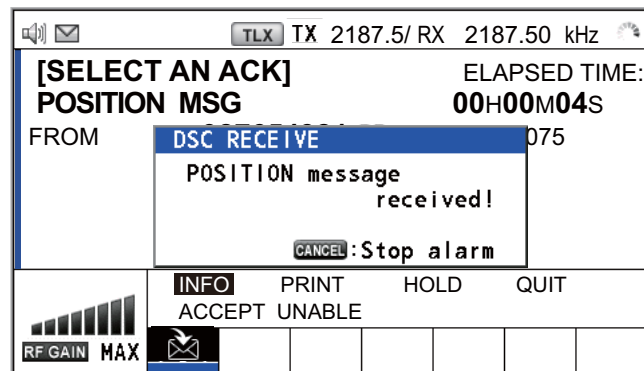 TLX TX 2187.5/ RX 2187.50 kHz
[SELECT AN ACK] ELAPSED TIME:
POSITION MSG 00H00M04S
FROM 075
DSC RECEIVE
POSITION message
received!
CANCEL :Stop alarm
INFO PRINT HOLD QUIT
ACCEPT UNABLE
RF GAIN MAX